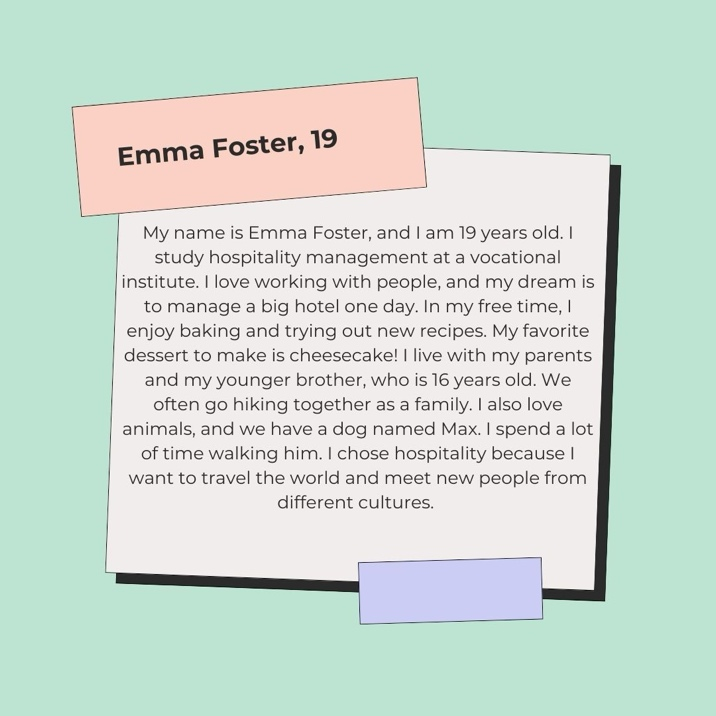 Emma Foster, 19
My name is Emma Foster, and I am 19 years old. I
study hospitality management at a vocational
institute. I love working with people, and my dream is
to manage a big hotel one day. In my free time, I
enjoy baking and trying out new recipes. My favorite
dessert to make is cheesecake! I live with my parents
and my younger brother, who is 16 years old. We
often go hiking together as a family. I also love
animals, and we have a dog named Max. I spend a lot
of time walking him. I chose hospitality because I
want to travel the world and meet new people from
different cultures.